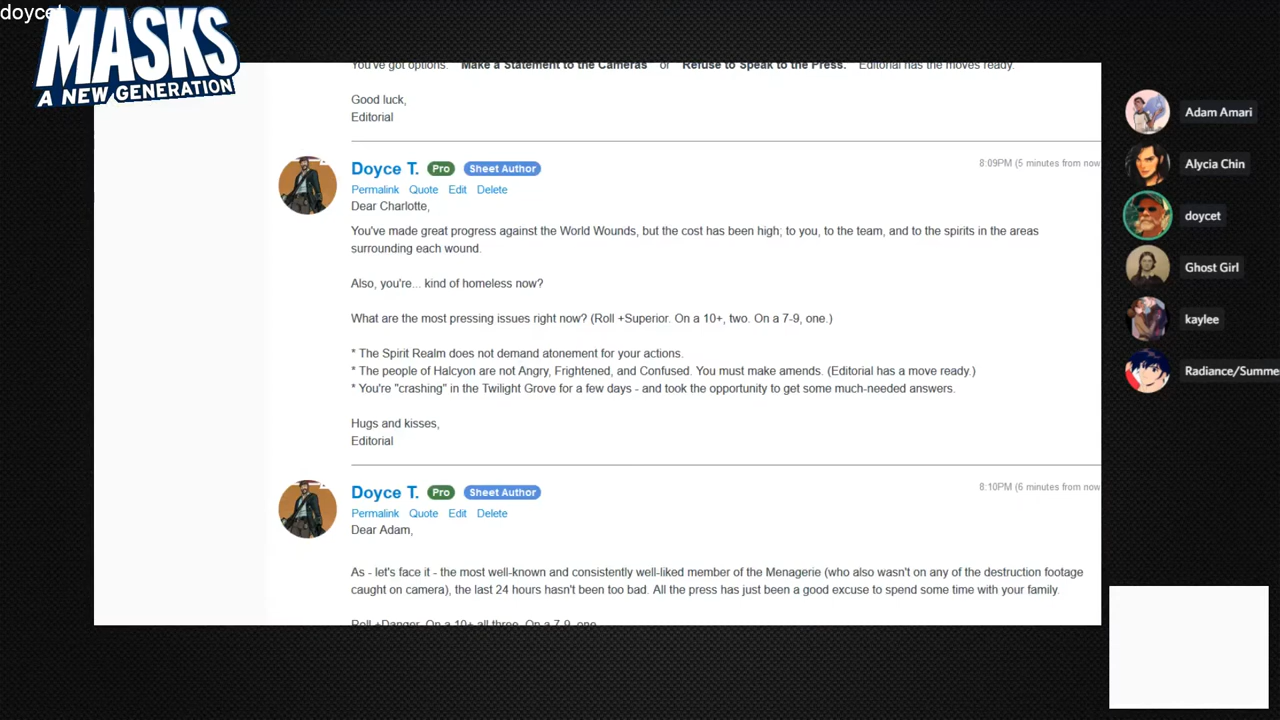 doycet
MASKS
A NEW GENERATION
You've got options: Make a Statement to the Cameras or Refuse to Speak to the Press. Editorial has the moves ready.
Good luck,
Editorial
Doyce T. Pro Sheet Author
8:09PM (5 minutes from now
Permalink Quote Edit Delete
Dear Charlotte,
You've made great progress against the World Wounds, but the cost has been high; to you, to the team, and to the spirits in the areas
surrounding each wound.
Also, you're... kind of homeless now?
What are the most pressing issues right now? (Roll +Superior. On a 10+, two. On a 7-9, one.)
* The Spirit Realm does not demand atonement for your actions.
* The people of Halcyon are not Angry, Frightened, and Confused. You must make amends. (Editorial has a move ready.)
* You're "crashing" in the Twilight Grove for a few days - and took the opportunity to get some much-needed answers.
Hugs and kisses,
Editorial
Doyce T. Pro Sheet Author
8:10PM (6 minutes from now
Permalink Quote Edit Delete
Dear Adam,
As - let's face it - the most well-known and consistently well-liked member of the Menagerie (who also wasn't on any of the destruction footage
caught on camera), the last 24 hours hasn't been too bad. All the press has just been a good excuse to spend some time with your family.
Roll +Danger. On a 10+ all three. On a 7-9, one.
Adam Amari
Alycia Chin
doycet
Ghost Girl
kaylee
Radiance/Summe